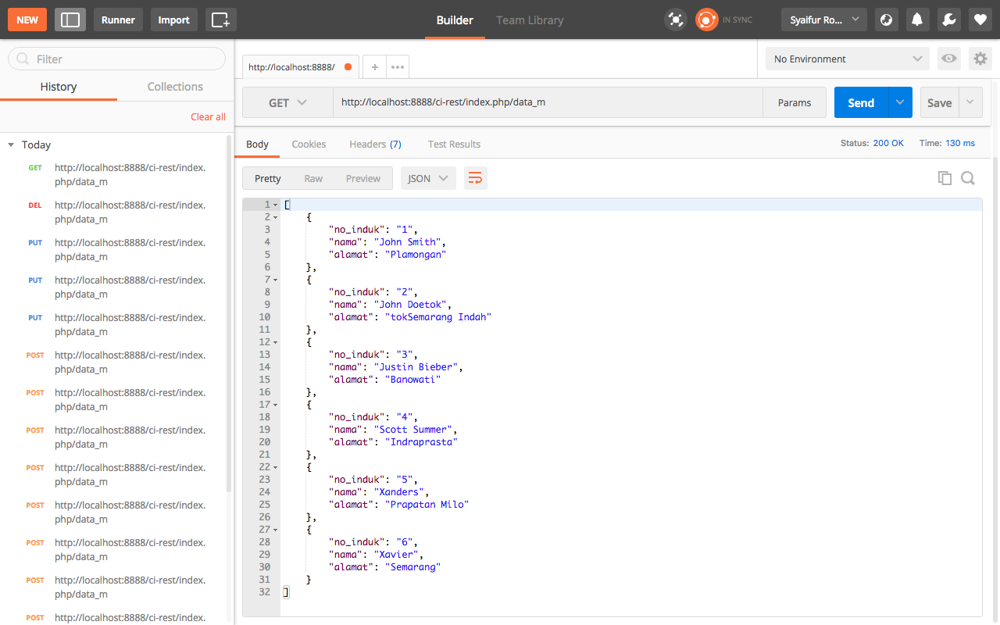 NEW Runner Import Builder Team Library IN SYNC Syaifur Ro...
Filter
History Collections
Clear all
Today
GET http://localhost:8888/ci-rest/index.
php/data_m
DEL http://localhost:8888/ci-rest/index.
php/data_m
PUT http://localhost:8888/ci-rest/index.
php/data_m
PUT http://localhost:8888/ci-rest/index.
php/data_m
PUT http://localhost:8888/ci-rest/index.
php/data_m
POST http://localhost:8888/ci-rest/index.
php/data_m
POST http://localhost:8888/ci-rest/index.
php/data_m
POST http://localhost:8888/ci-rest/index.
php/data_m
POST http://localhost:8888/ci-rest/index.
php/data_m
POST http://localhost:8888/ci-rest/index.
php/data_m
POST http://localhost:8888/ci-rest/index.
php/data_m
POST http://localhost:8888/ci-rest/index.
php/data_m
POST http://localhost:8888/ci-rest/index.
http://localhost:8888/ + ••• No Environment
GET http://localhost:8888/ci-rest/index.php/data_m Params Send Save
Body Cookies Headers (7) Test Results Status: 200 OK Time: 130 ms
Pretty Raw Preview JSON
1 [
2 {
3 "no_induk": "1",
4 "nama": "John Smith",
5 "alamat": "Plamongan"
6 },
7 {
8 "no_induk": "2",
9 "nama": "John Doetok",
10 "alamat": "tokSemarang Indah"
11 },
12 {
13 "no_induk": "3",
14 "nama": "Justin Bieber",
15 "alamat": "Banowati"
16 },
17 {
18 "no_induk": "4",
19 "nama": "Scott Summer",
20 "alamat": "Indraprasta"
21 },
22 {
23 "no_induk": "5",
24 "nama": "Xanders",
25 "alamat": "Prapatan Milo"
26 },
27 {
28 "no_induk": "6",
29 "nama": "Xavier",
30 "alamat": "Semarang"
31 }
32 ]